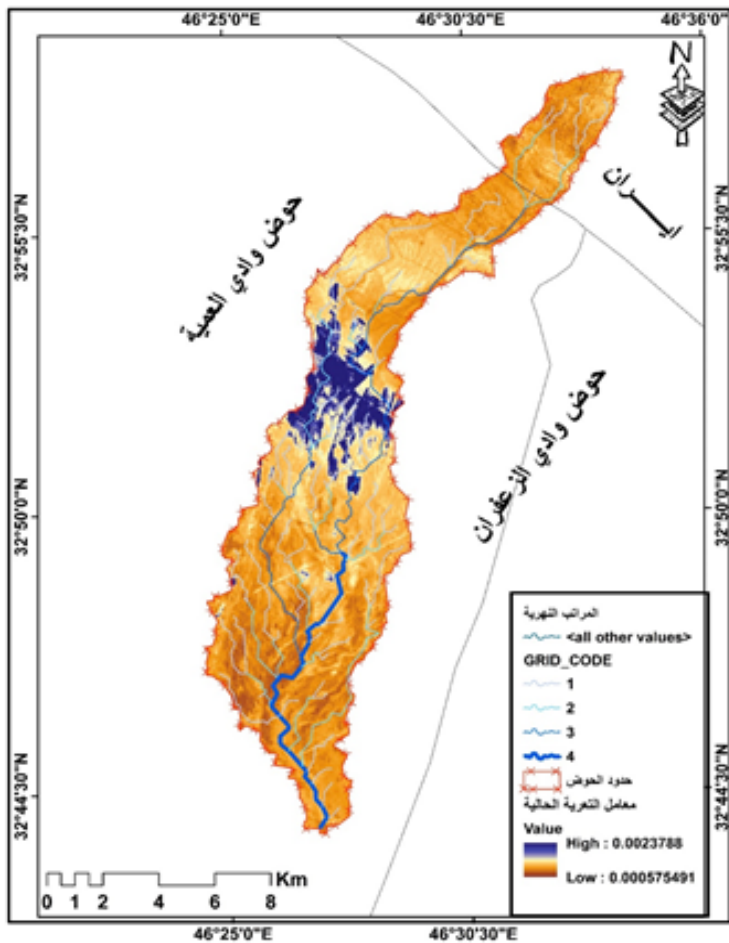 46°25'0"E
46°30'30"E
46°36'0"
N
32°55'30"N
32°55'30"N
حوض وادي العمية
حوض وادي الزعفران
32°50'0"N
32°50'0"N
المراتب النهرية
<all other values>
GRID_CODE
1
2
3
4
حدود الحوض
معامل التعرية الحالية
Value
High : 0.0023788
Low : 0.000575491
32°44'30"N
32°44'30"N
Km
0 1 2 4 6 8
46°25'0"E
46°30'30"E
46°36'0"E